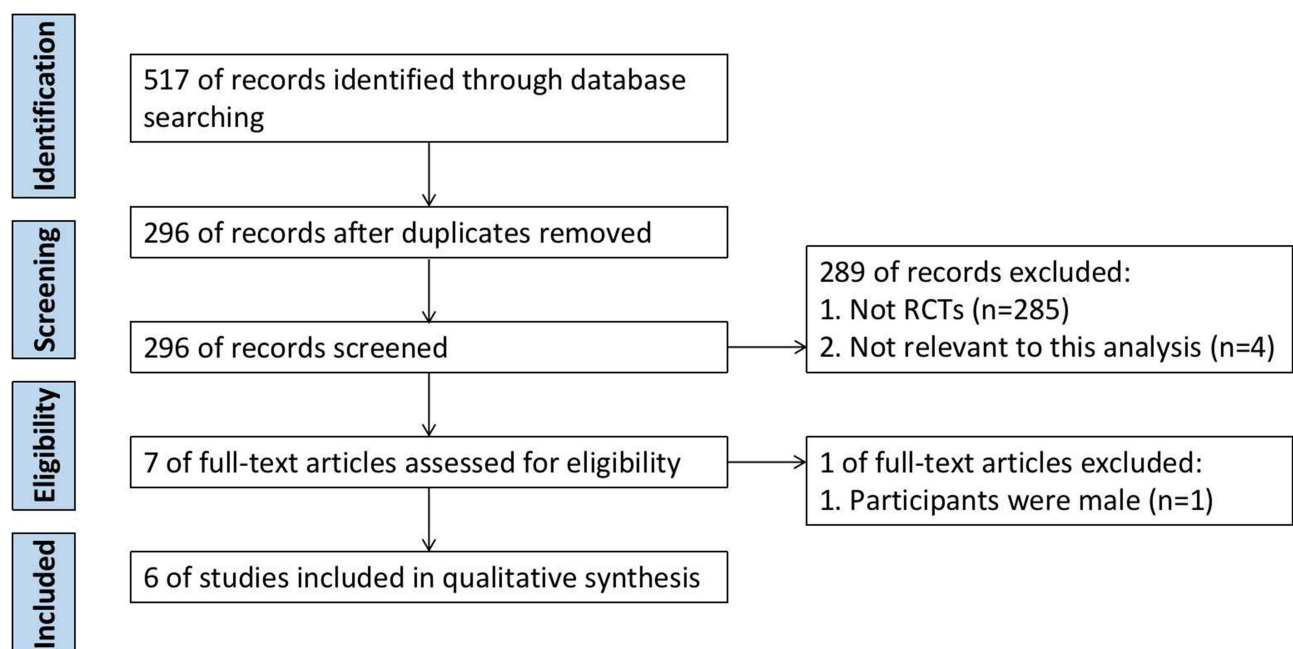 Identification
517 of records identified through database
searching
Screening
296 of records after duplicates removed
296 of records screened
289 of records excluded:
1. Not RCTs (n=285)
2. Not relevant to this analysis (n=4)
Eligibility
7 of full-text articles assessed for eligibility
1 of full-text articles excluded:
1. Participants were male (n=1)
Included
6 of studies included in qualitative synthesis